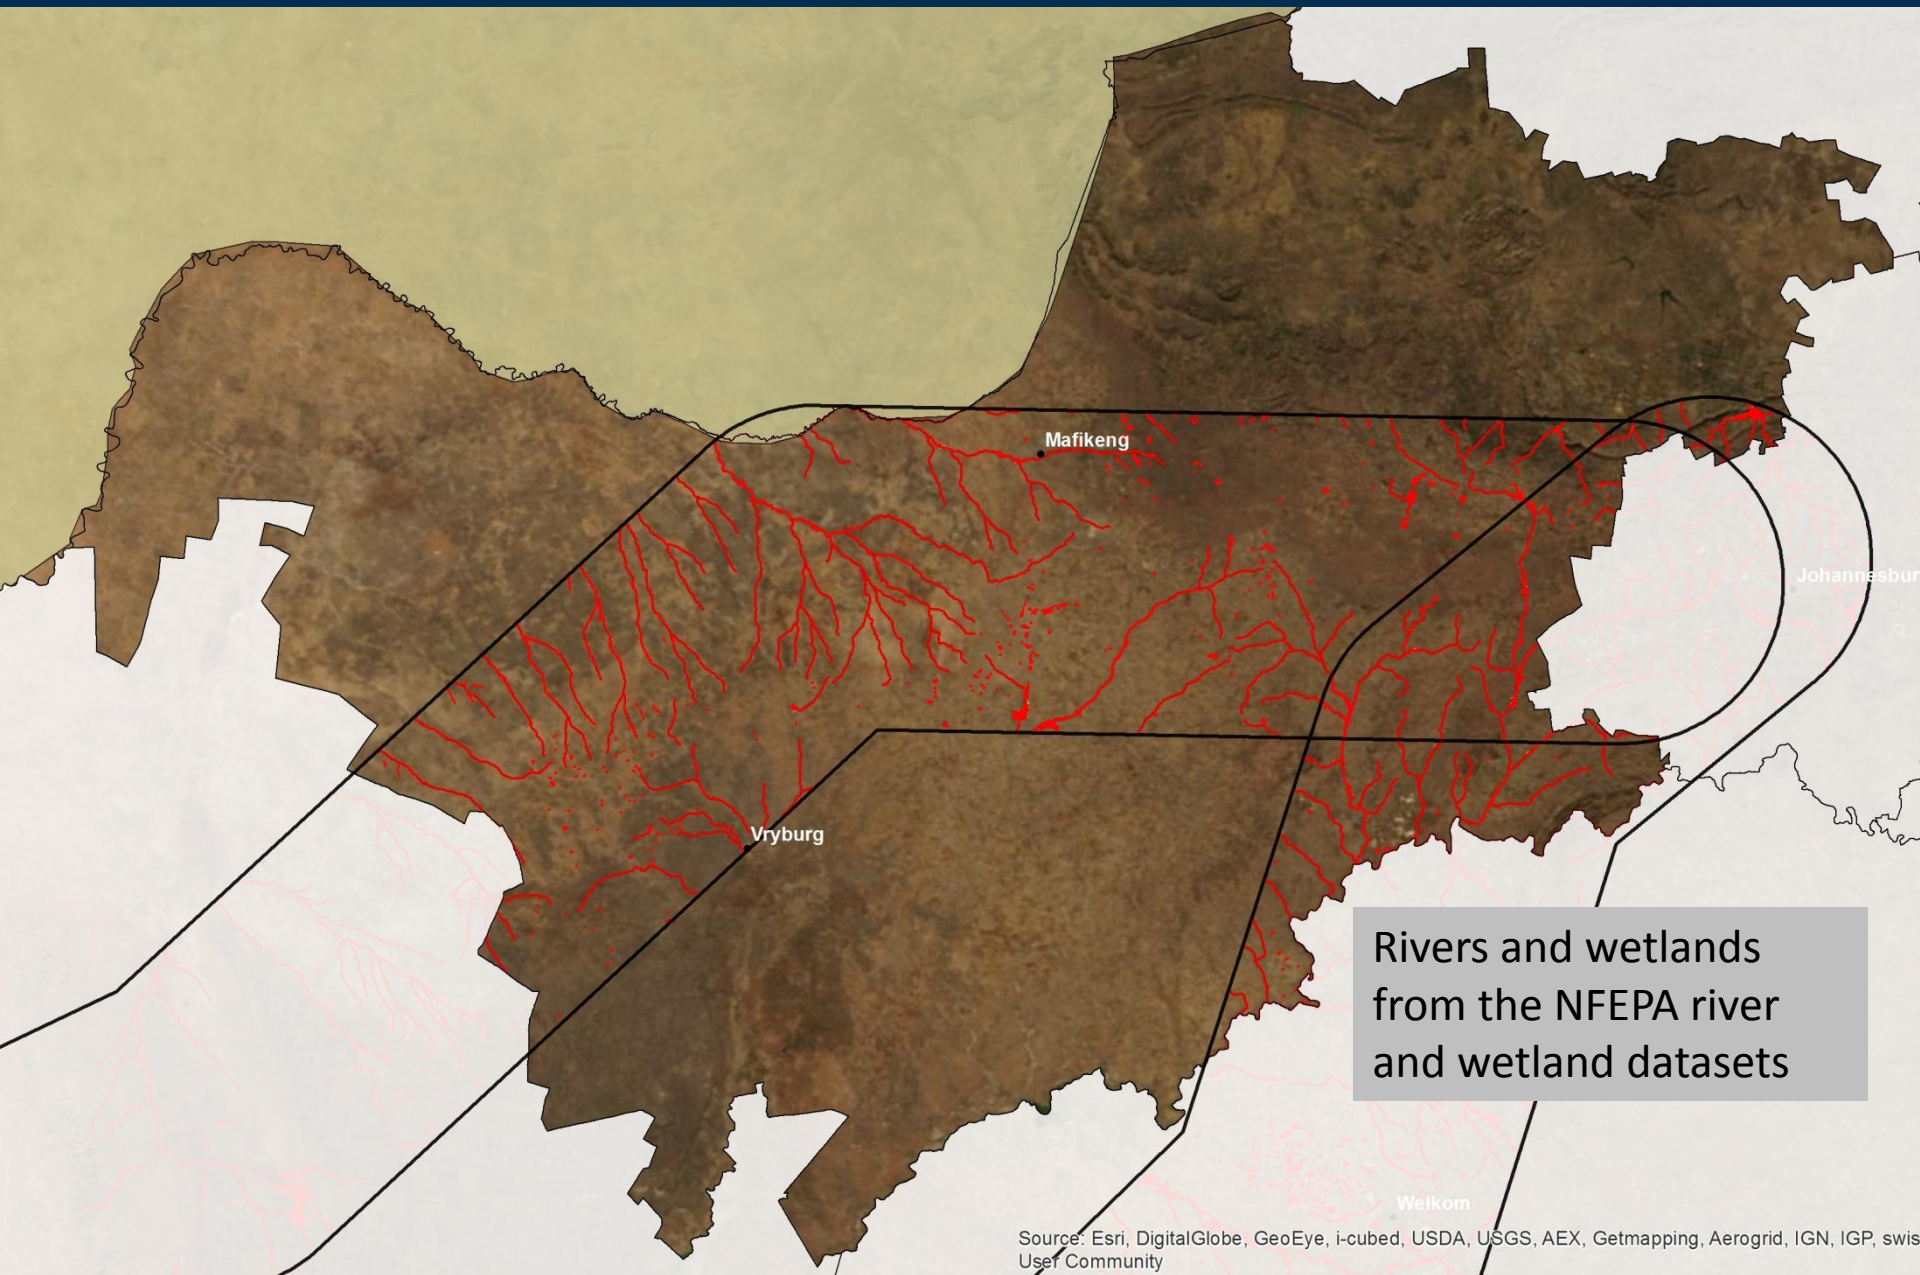 Mafikeng
Johannesbur
Vryburg
Rivers and wetlands
from the NFEPA river
and wetland datasets
Welkom
Source: Esri, DigitalGlobe, GeoEye, i-cubed, USDA, USGS, AEX, Getmapping, Aerogrid, IGN, IGP, swis
User Community